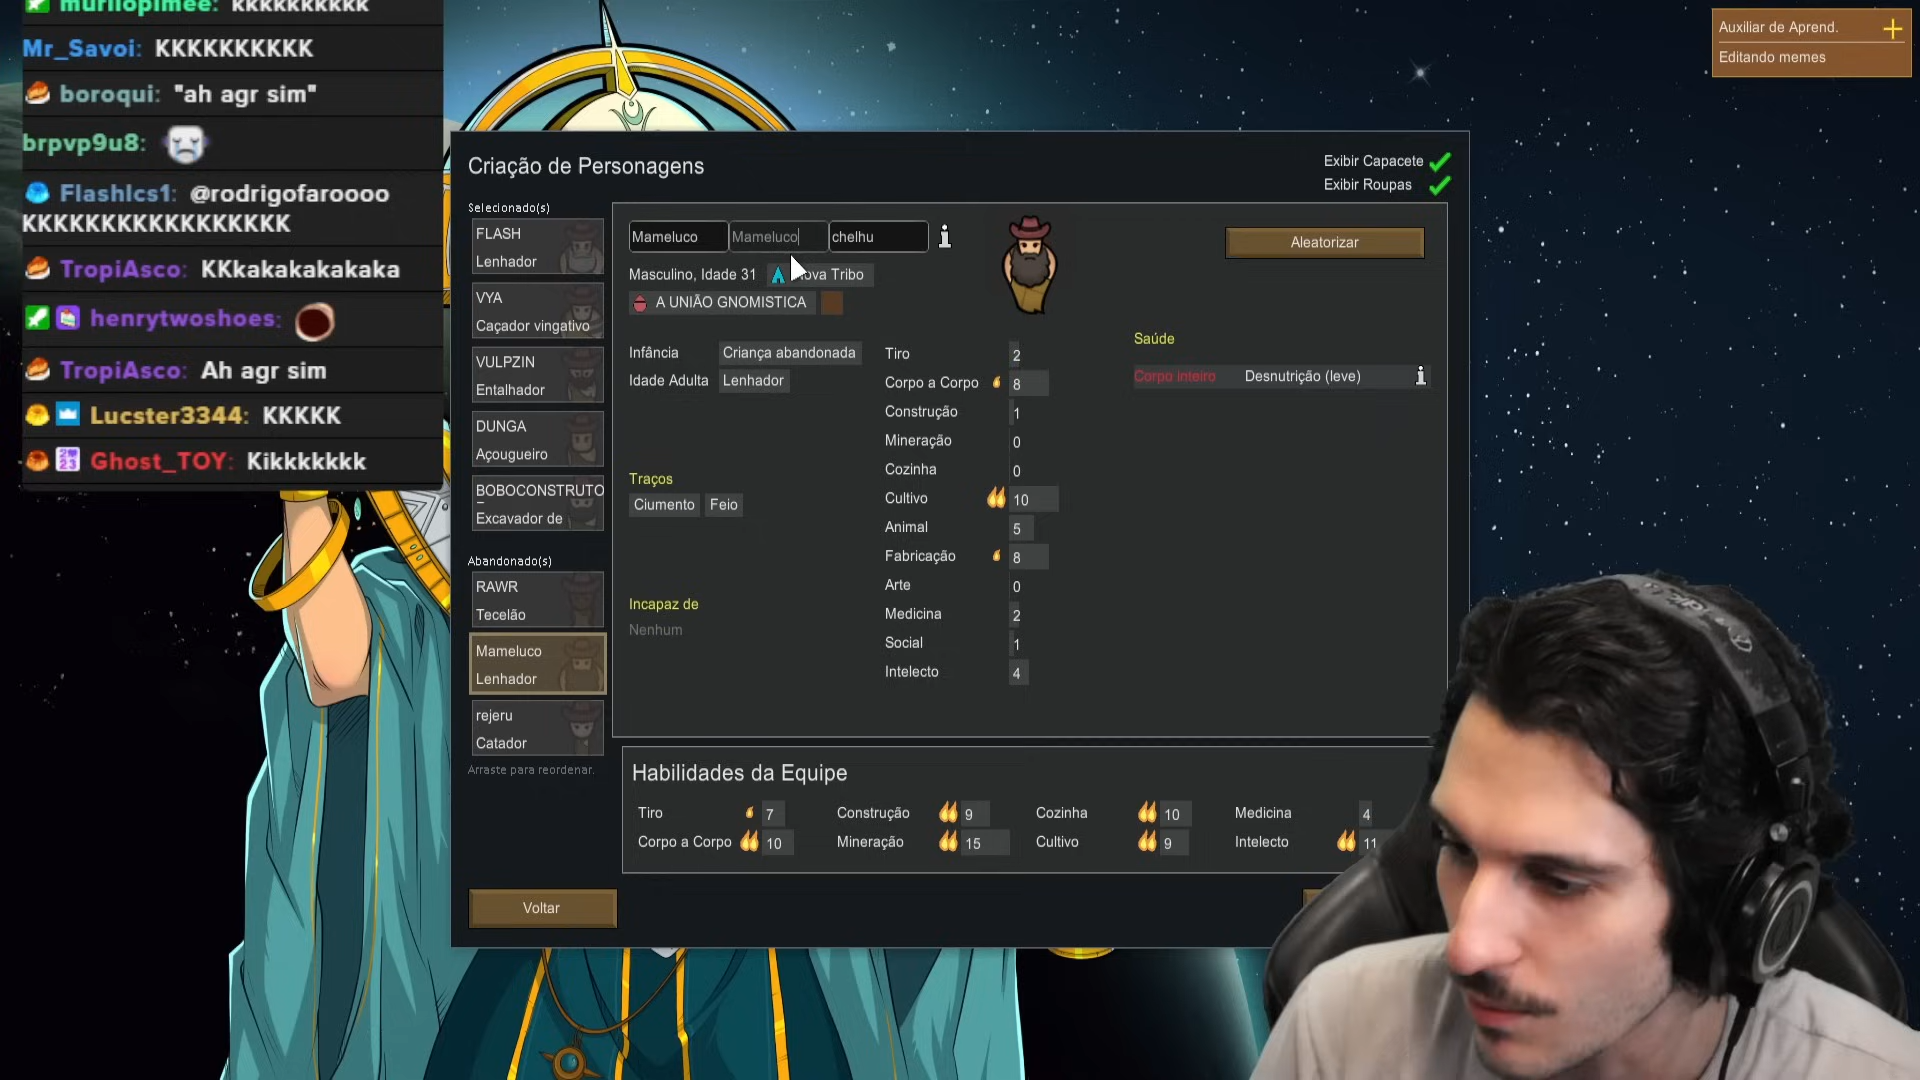 murilopimee: kkkkkkkkkk
Mr_Savoi: KKKKKKKKKK
boroqui: "ah agr sim"
brpvp9u8:
Flashlcs1: @rodrigofaroooo
KKKKKKKKKKKKKKKKK
TropiAsco: KKkakakakakaka
henrytwoshoes:
TropiAsco: Ah agr sim
Lucster3344: KKKKK
Ghost_TOY: Kikkkkkkk
Auxiliar de Aprend.
Editando memes
Criação de Personagens
Exibir Capacete
Exibir Roupas
Selecionado(s)
FLASH
Lenhador
VYA
Caçador vingativo
VULPZIN
Entalhador
DUNGA
Açougueiro
BOBOCONSTRUTO
Excavador de
Abandonado(s)
RAWR
Tecelão
Mameluco
Lenhador
rejeru
Catador
Arraste para reordenar.
Mameluco Mameluco chelhu
Aleatorizar
Masculino, Idade 31 Nova Tribo
A UNIÃO GNOMISTICA
Infância Criança abandonada
Idade Adulta Lenhador
Traços
Ciumento Feio
Incapaz de
Nenhum
Tiro 2
Corpo a Corpo 8
Construção 1
Mineração 0
Cozinha 0
Cultivo 10
Animal 5
Fabricação 8
Arte 0
Medicina 2
Social 1
Intelecto 4
Saúde
Corpo inteiro Desnutrição (leve)
Habilidades da Equipe
Tiro 7 Construção 9 Cozinha 10 Medicina 4
Corpo a Corpo 10 Mineração 15 Cultivo 9 Intelecto 11
Voltar